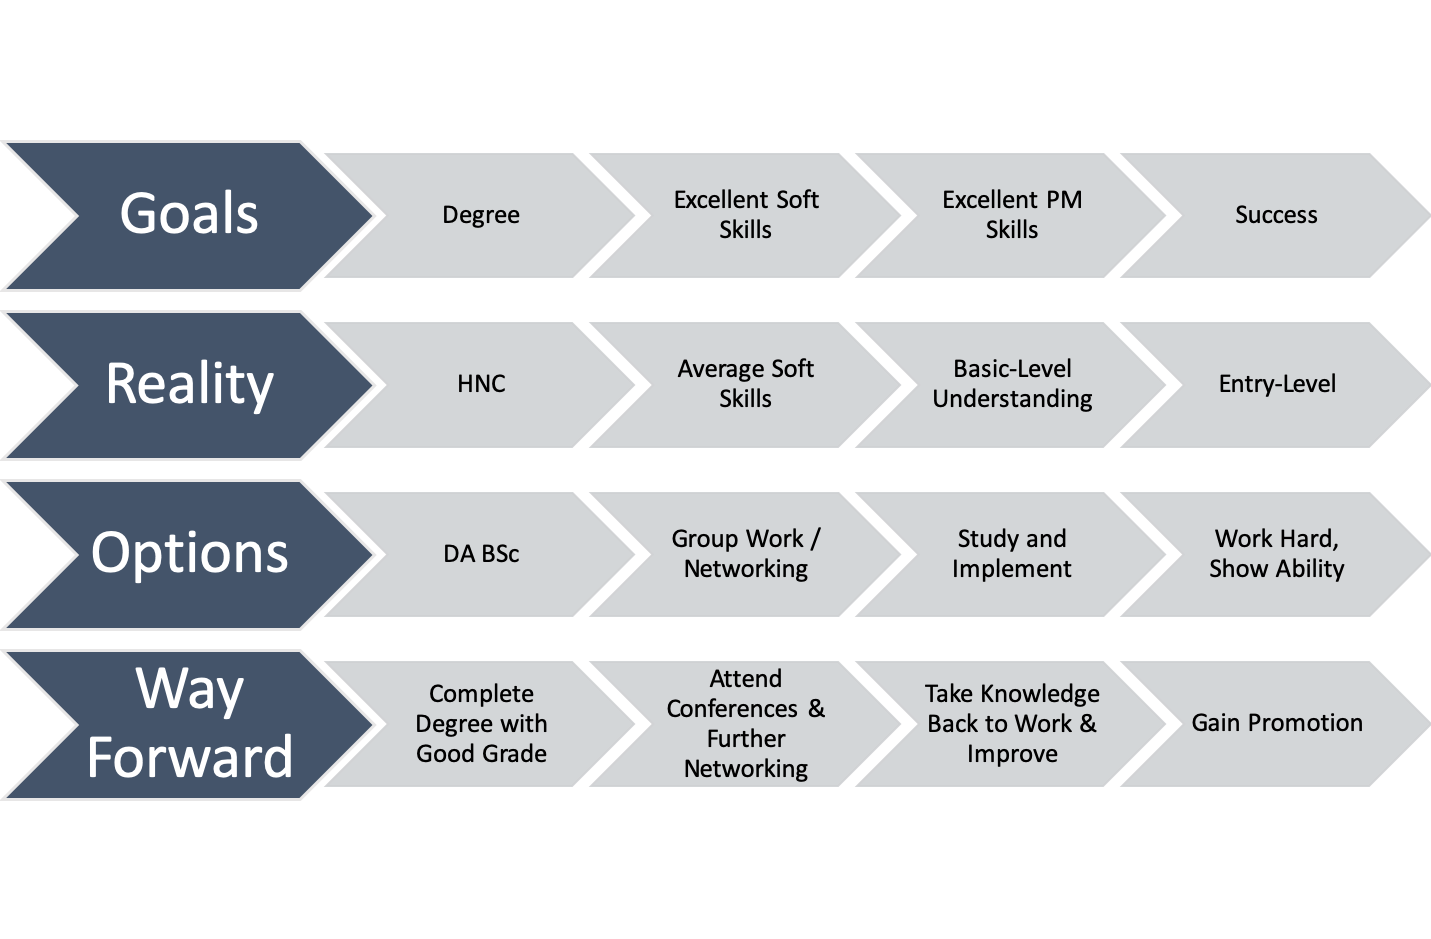 Goals
Degree
Excellent Soft
Skills
Excellent PM
Skills
Success
Reality
HNC
Average Soft
Skills
Basic-Level
Understanding
Entry-Level
Options
DA BSc
Group Work /
Networking
Study and
Implement
Work Hard,
Show Ability
Way
Forward
Complete
Degree with
Good Grade
Attend
Conferences &
Further
Networking
Take Knowledge
Back to Work &
Improve
Gain Promotion